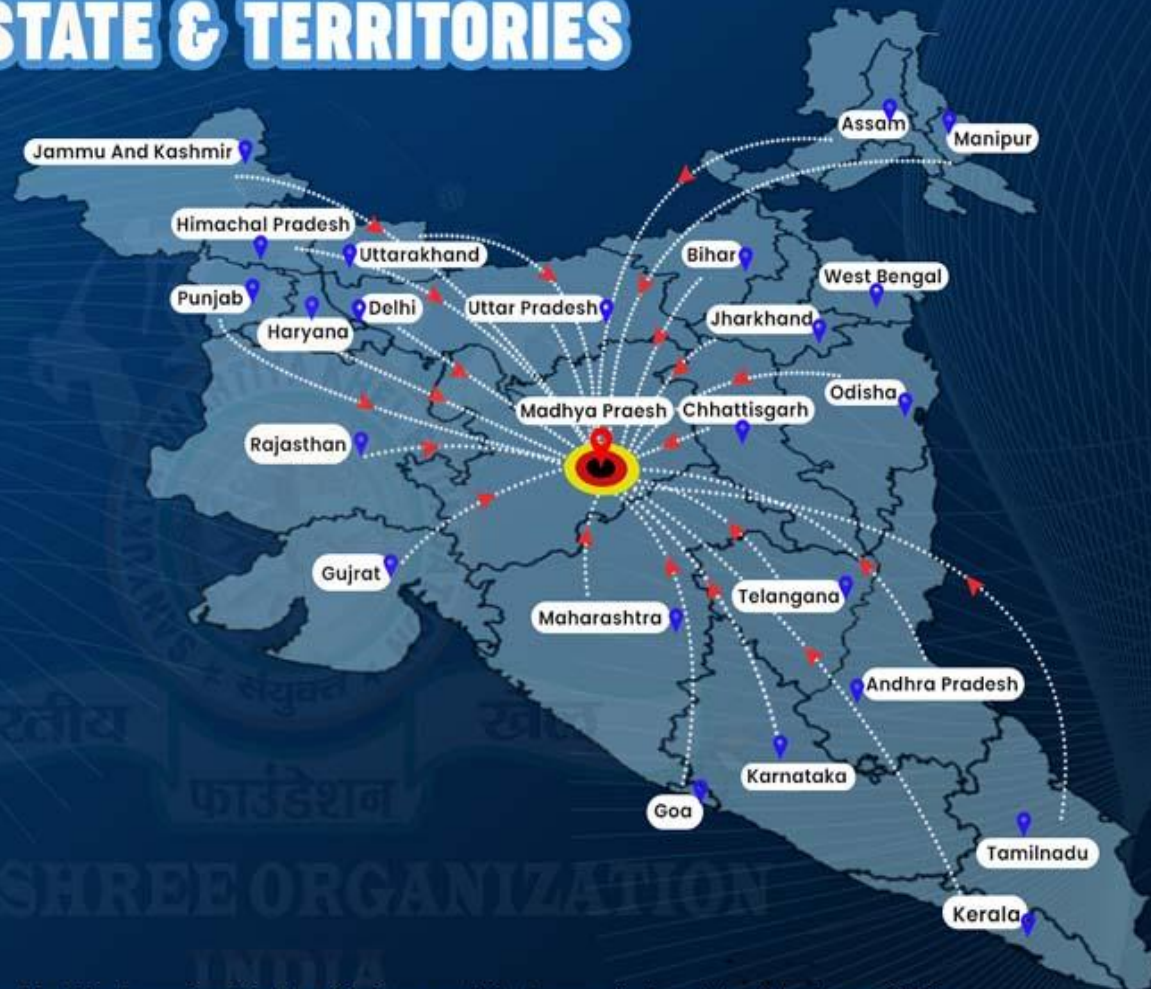 STATE & TERRITORIES
Assam
Manipur
Jammu And Kashmir
Himachal Pradesh
Uttarakhand
Bihar
West Bengal
Punjab
Haryana
Delhi
Uttar Pradesh
Jharkhand
Odisha
Madhya Praesh
Chhattisgarh
Rajasthan
Gujrat
Maharashtra
Telangana
Andhra Pradesh
Karnataka
Goa
Tamilnadu
Kerala
संयुक्त
फाउंडेशन
SHREE ORGANIZATION
INDIA